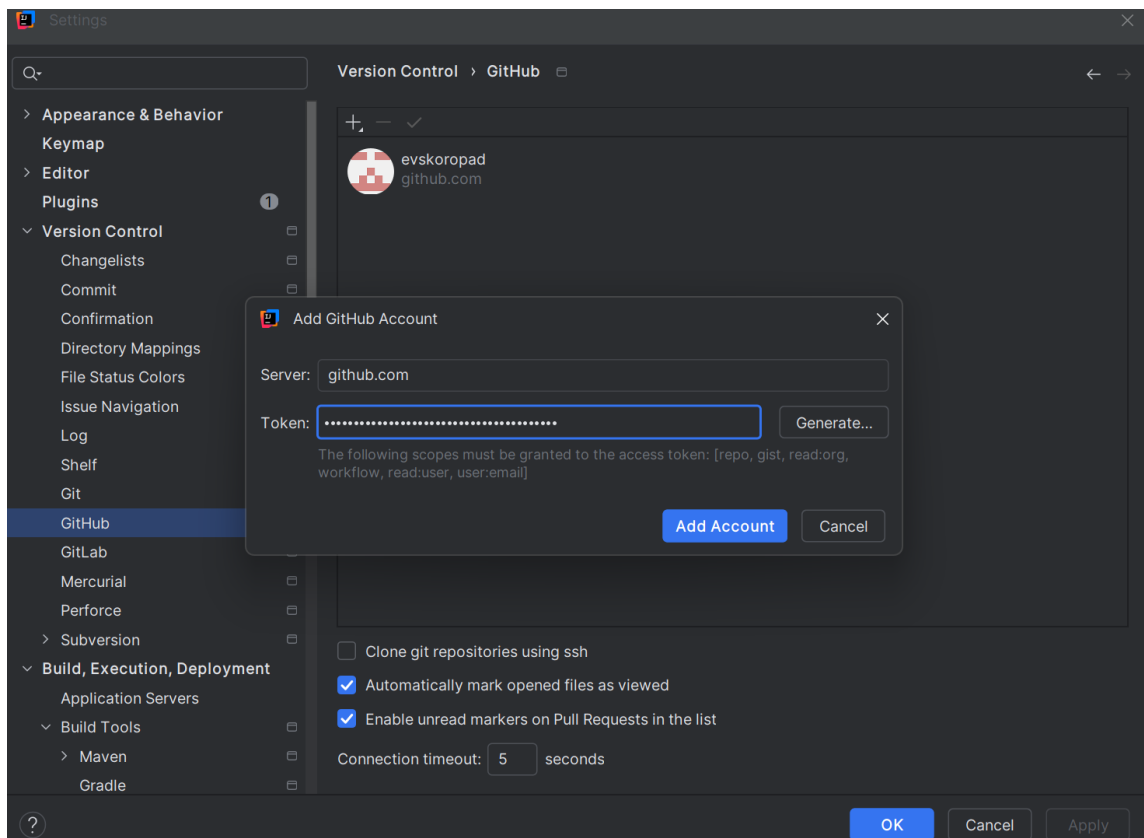 Settings
Version Control › GitHub
Appearance & Behavior
Keymap
Editor
Plugins
1
Version Control
Changelists
Commit
Confirmation
Directory Mappings
File Status Colors
Issue Navigation
Log
Shelf
Git
GitHub
GitLab
Mercurial
Perforce
Subversion
Build, Execution, Deployment
Application Servers
Build Tools
Maven
Gradle
evskoropad
github.com
Add GitHub Account
Server: github.com
Token: ••••••••••••••••••••••••••••••••••••••••
Generate...
The following scopes must be granted to the access token: [repo, gist, read:org,
workflow, read:user, user:email]
Add Account
Cancel
Clone git repositories using ssh
Automatically mark opened files as viewed
Enable unread markers on Pull Requests in the list
Connection timeout: 5 seconds
?
OK
Cancel
Apply